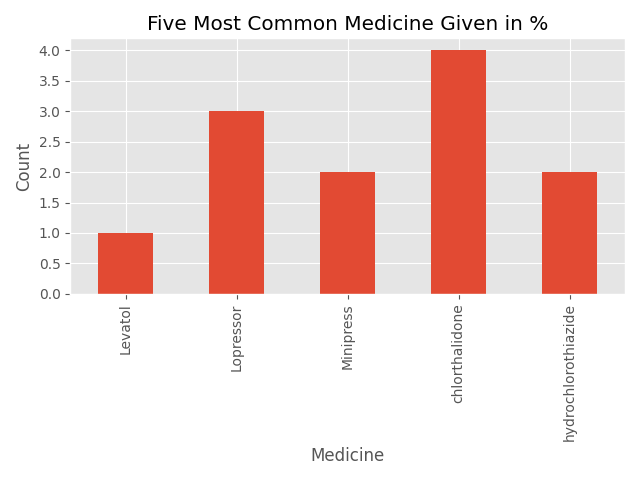 Five Most Common Medicine Given in %
Count
4.0
3.5
3.0
2.5
2.0
1.5
1.0
0.5
0.0
Levatol
Lopressor
Minipress
chlorthalidone
hydrochlorothiazide
Medicine